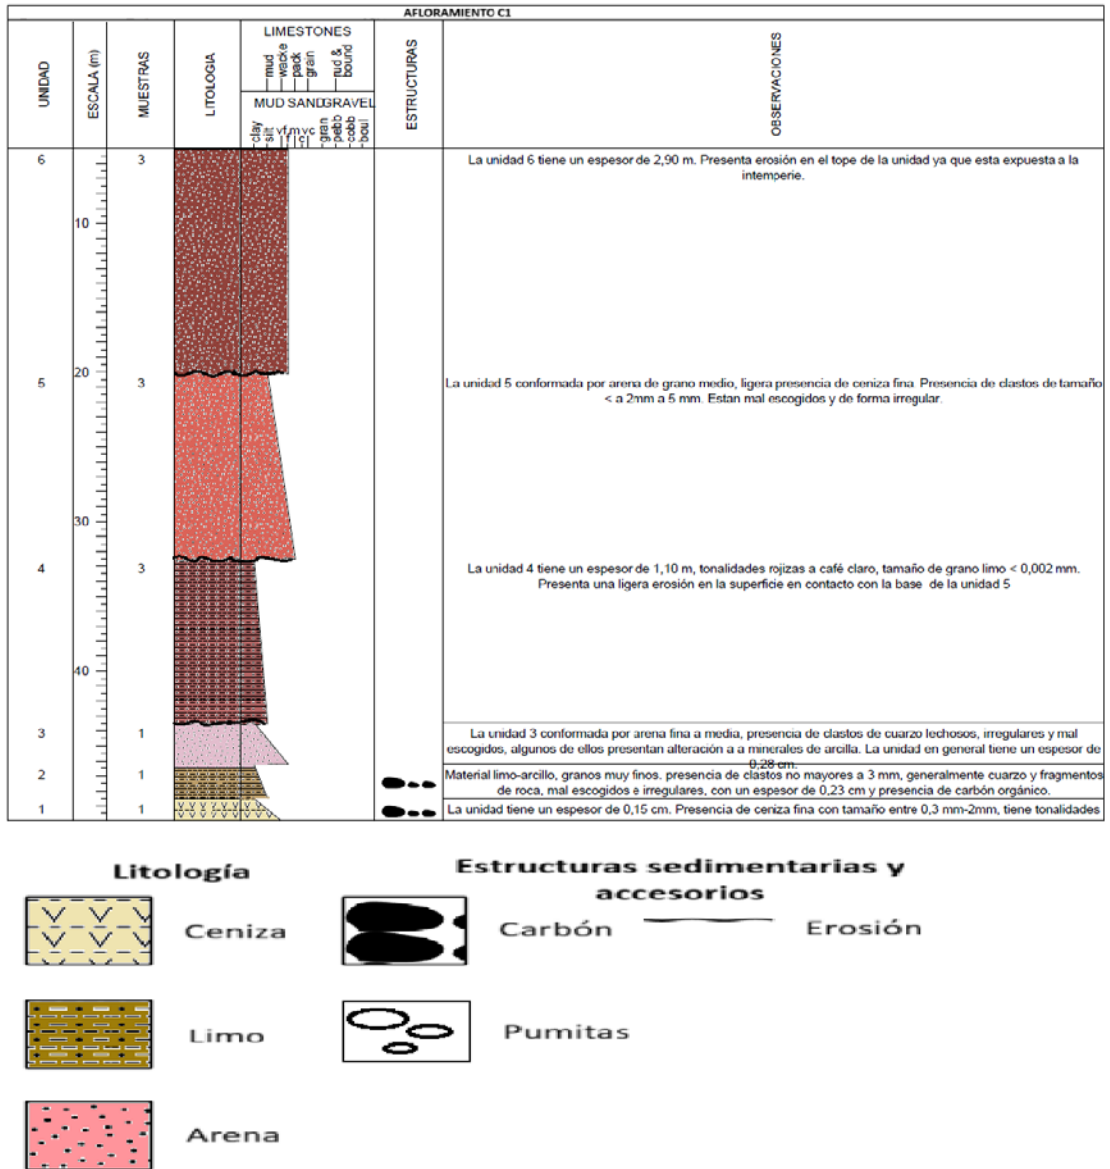 AFLORAMIENTO C1
UNIDAD
ESCALA (m)
MUESTRAS
LITOLOGIA
LIMESTONES
mud
wacke
pack
grain
rud &
bound
MUD SAND GRAVEL
clay
silt
vf
f
m
c
vc
gran
pebb
cobb
boul
ESTRUCTURAS
OBSERVACIONES
6 3 La unidad 6 tiene un espesor de 2,90 m. Presenta erosión en el tope de la unidad ya que esta expuesta a la
intemperie.
10
20
5 3 La unidad 5 conformada por arena de grano medio, ligera presencia de ceniza fina. Presencia de clastos de tamaño
< a 2mm a 5 mm. Estan mal escogidos y de forma irregular.
30
4 3 La unidad 4 tiene un espesor de 1,10 m, tonalidades rojizas a café claro, tamaño de grano limo < 0,002 mm.
Presenta una ligera erosión en la superficie en contacto con la base de la unidad 5
40
3 1 La unidad 3 conformada por arena fina a media, presencia de clastos de cuarzo lechosos, irregulares y mal
escogidos, algunos de ellos presentan alteración a a minerales de arcilla. La unidad en general tiene un espesor de
0,28 cm.
2 1 Material limo-arcillo, granos muy finos, presencia de clastos no mayores a 3 mm, generalmente cuarzo y fragmentos
de roca, mal escogidos e irregulares, con un espesor de 0,23 cm y presencia de carbón orgánico.
1 1 La unidad tiene un espesor de 0,15 cm. Presencia de ceniza fina con tamaño entre 0,3 mm-2mm, tiene tonalidades
Litología
Estructuras sedimentarias y
accesorios
Ceniza
Carbón
Erosión
Limo
Pumitas
Arena